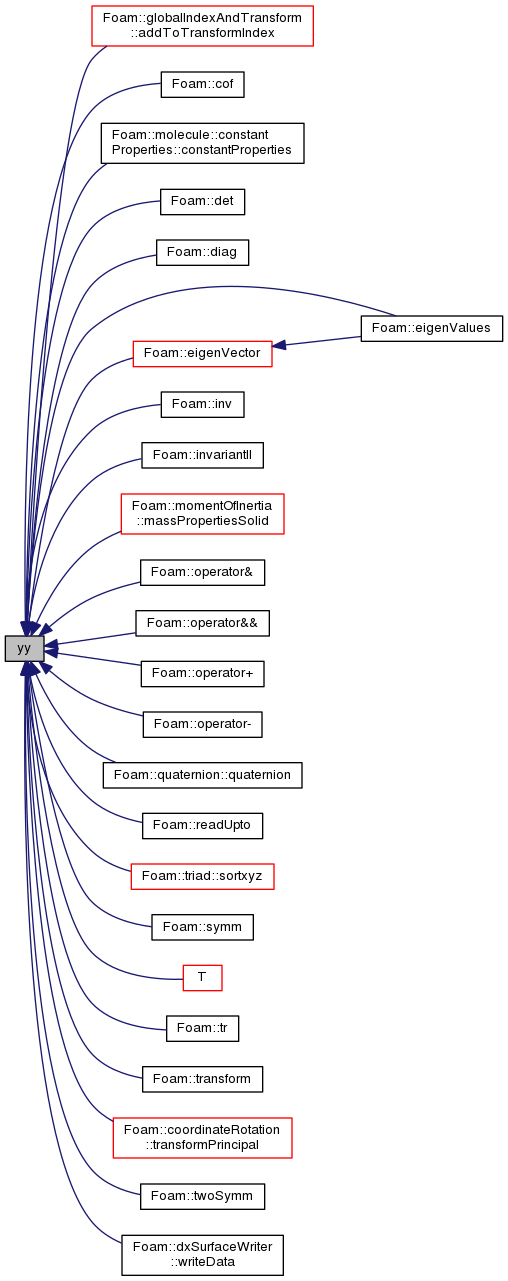 Foam::globalIndexAndTransform
::addToTransformIndex
Foam::cof
Foam::molecule::constant
Properties::constantProperties
Foam::det
Foam::diag
Foam::eigenValues
Foam::eigenVector
Foam::inv
Foam::invariantII
Foam::momentOfInertia
::massPropertiesSolid
Foam::operator&
Foam::operator&&
yy
Foam::operator+
Foam::operator-
Foam::quaternion::quaternion
Foam::readUpto
Foam::triad::sortxyz
Foam::symm
T
Foam::tr
Foam::transform
Foam::coordinateRotation
::transformPrincipal
Foam::twoSymm
Foam::dxSurfaceWriter
::writeData